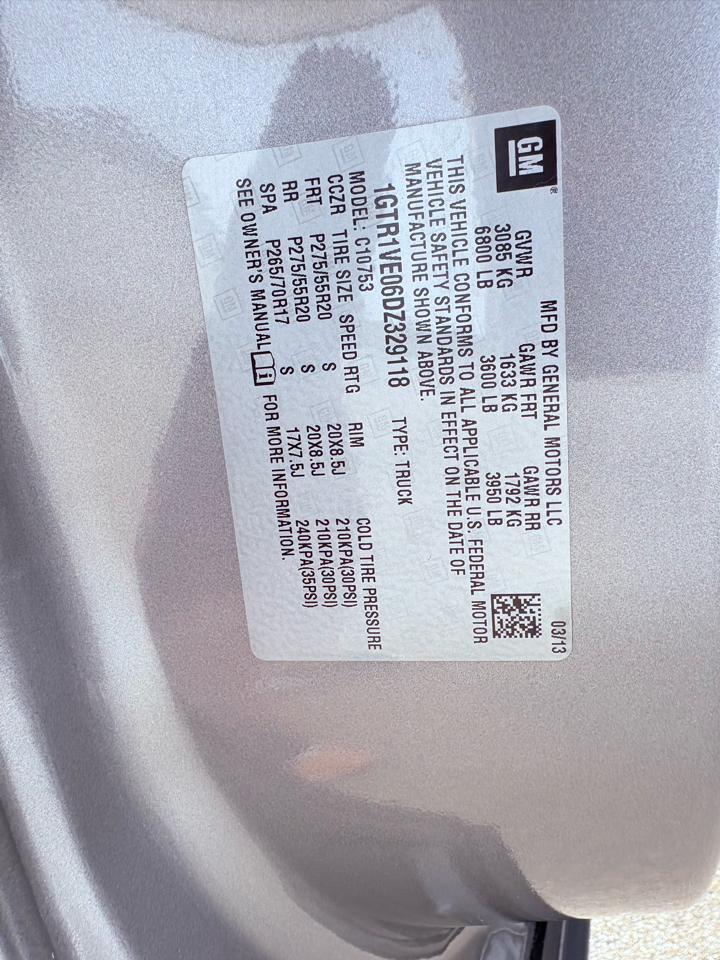 GM
MFD BY GENERAL MOTORS LLC 03/13
GVWR GAWR FRT GAWR RR
3085 KG 1633 KG 1792 KG
6800 LB 3600 LB 3950 LB
THIS VEHICLE CONFORMS TO ALL APPLICABLE U.S. FEDERAL MOTOR
VEHICLE SAFETY STANDARDS IN EFFECT ON THE DATE OF
MANUFACTURE SHOWN ABOVE.
1GTR1VE06DZ329118 TYPE: TRUCK
MODEL: C10753
CCZR TIRE SIZE SPEED RTG RIM COLD TIRE PRESSURE
FRT P275/55R20 S 20X8.5J 210KPA(30PSI)
RR P275/55R20 S 20X8.5J 210KPA(30PSI)
SPA P265/70R17 S 17X7.5J 240KPA(35PSI)
SEE OWNER'S MANUAL FOR MORE INFORMATION.